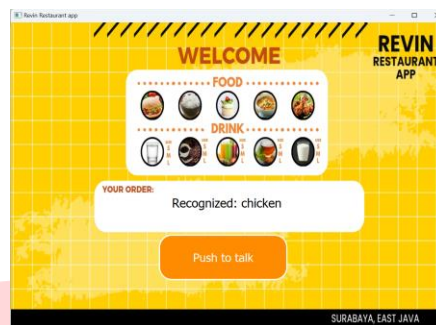 Revin Restaurant app
WELCOME
REVIN
RESTAURANT
APP
FOOD
DRINK
YOUR ORDER:
Recognized: chicken
Push to talk
SURABAYA, EAST JAVA